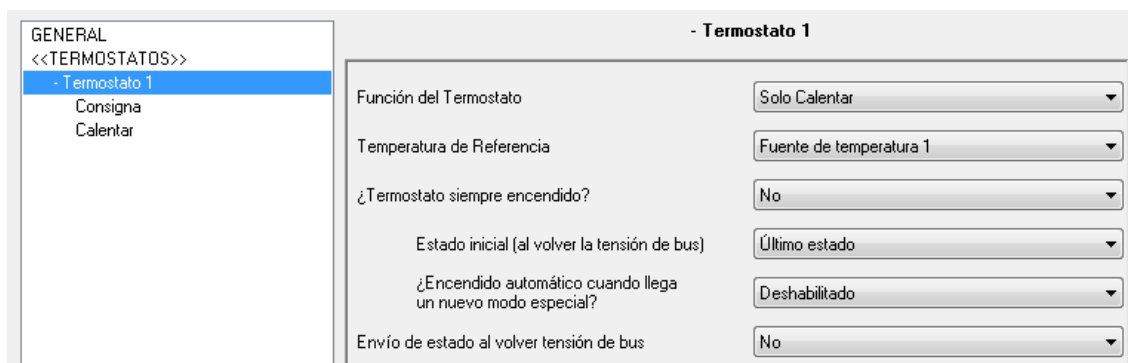 GENERAL
<<TERMOSTATOS>>
- Termostato 1
Consigna
Calentar
- Termostato 1
Función del Termostato
Solo Calentar
Temperatura de Referencia
Fuente de temperatura 1
¿Termostato siempre encendido?
No
Estado inicial (al volver la tensión de bus)
Último estado
¿Encendido automático cuando llega
un nuevo modo especial?
Deshabilitado
Envío de estado al volver tensión de bus
No